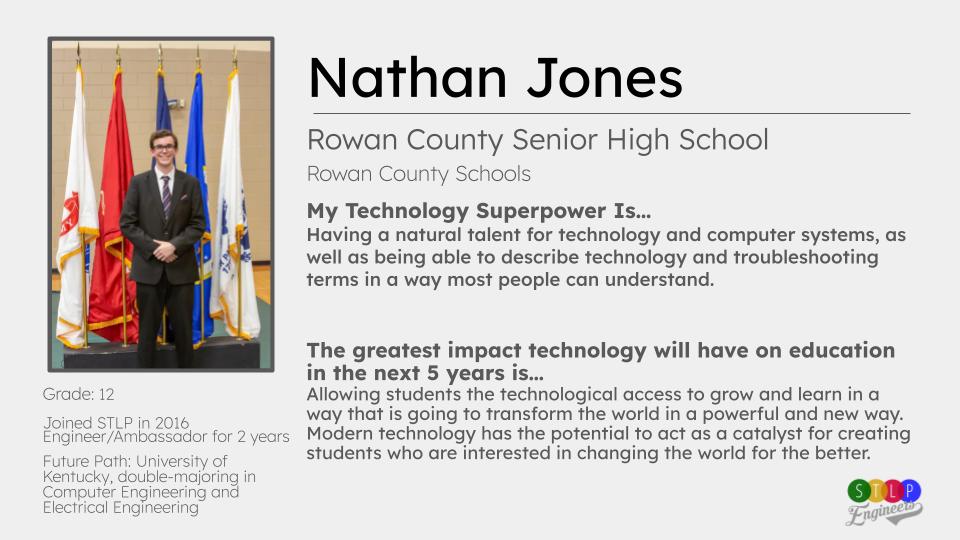 Nathan Jones
Rowan County Senior High School
Rowan County Schools
My Technology Superpower Is...
Having a natural talent for technology and computer systems, as
well as being able to describe technology and troubleshooting
terms in a way most people can understand.
The greatest impact technology will have on education
in the next 5 years is...
Allowing students the technological access to grow and learn in a
way that is going to transform the world in a powerful and new way.
Modern technology has the potential to act as a catalyst for creating
students who are interested in changing the world for the better.
Grade: 12
Joined STLP in 2016
Engineer/Ambassador for 2 years
Future Path: University of
Kentucky, double-majoring in
Computer Engineering and
Electrical Engineering
STLP
Engineers